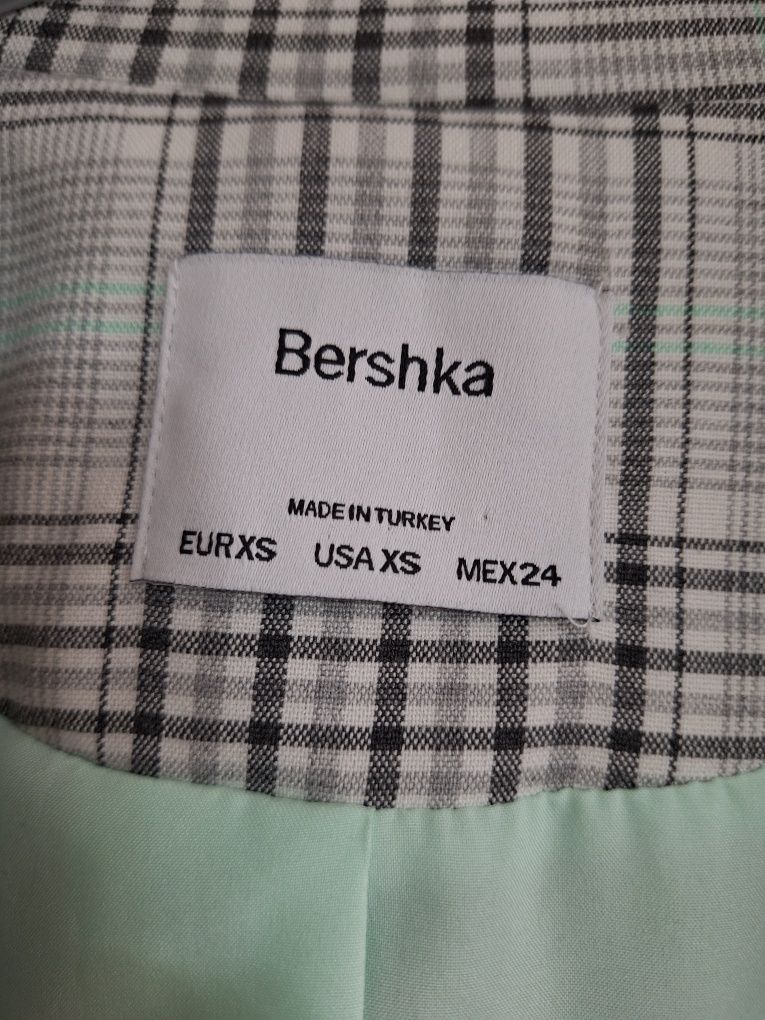 Bershka
MADE IN TURKEY
EUR XS USA XS MEX 24